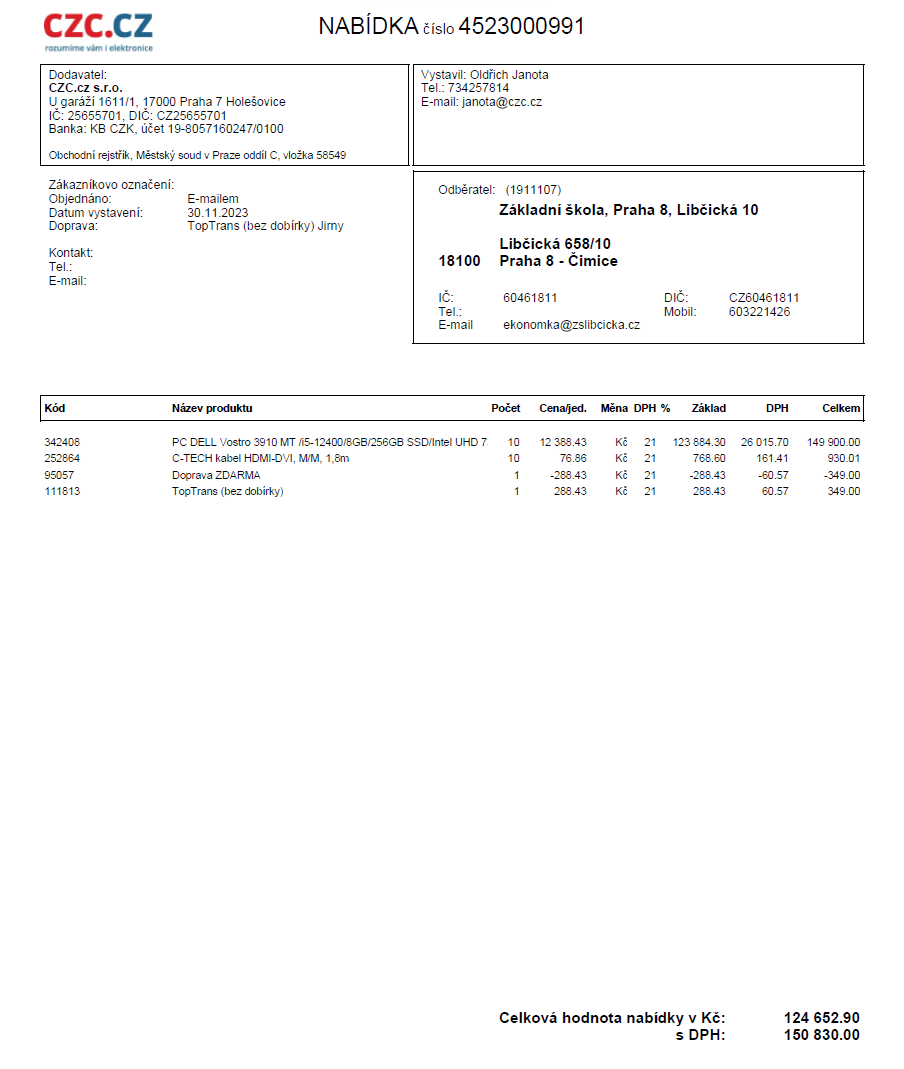 CZC.CZ
rozumíme vám i elektronice
NABÍDKA číslo 4523000991
Dodavatel:
CZC.cz s.r.o.
U garáží 1611/1, 17000 Praha 7 Holešovice
IČ: 25655701, DIČ: CZ25655701
Banka: KB CZK, účet 19-8057160247/0100
Obchodní rejstřík, Městský soud v Praze oddíl C, vložka 58549
Vystavil: Oldřich Janota
Tel.: 734257814
E-mail: janota@czc.cz
Zákazníkovo označení:
Objednáno: E-mailem
Datum vystavení: 30.11.2023
Doprava: TopTrans (bez dobírky) Jirny
Kontakt:
Tel.:
E-mail:
Odběratel: (1911107)
Základní škola, Praha 8, Libčická 10
Libčická 658/10
18100 Praha 8 - Čimice
IČ: 60461811 DIČ: CZ60461811
Tel.: Mobil: 603221426
E-mail ekonomka@zslibcicka.cz
Kód Název produktu Počet Cena/jed. Měna DPH % Základ DPH Celkem
342408 PC DELL Vostro 3910 MT /i5-12400/8GB/256GB SSD/Intel UHD 7 10 12 388.43 Kč 21 123 884.30 26 015.70 149 900.00
252864 C-TECH kabel HDMI-DVI, M/M, 1,8m 10 76.86 Kč 21 768.60 161.41 930.01
95057 Doprava ZDARMA 1 -288.43 Kč 21 -288.43 -60.57 -349.00
111813 TopTrans (bez dobírky) 1 288.43 Kč 21 288.43 60.57 349.00
Celková hodnota nabídky v Kč: 124 652.90
s DPH: 150 830.00